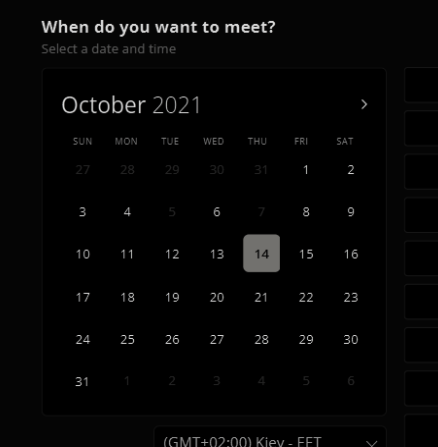 When do you want to meet?
Select a date and time
October 2021
SUN MON TUE WED THU FRI SAT
27 28 29 30 31 1 2
3 4 5 6 7 8 9
10 11 12 13 14 15 16
17 18 19 20 21 22 23
24 25 26 27 28 29 30
31 1 2 3 4 5 6
(GMT+02:00) Kiev - EET